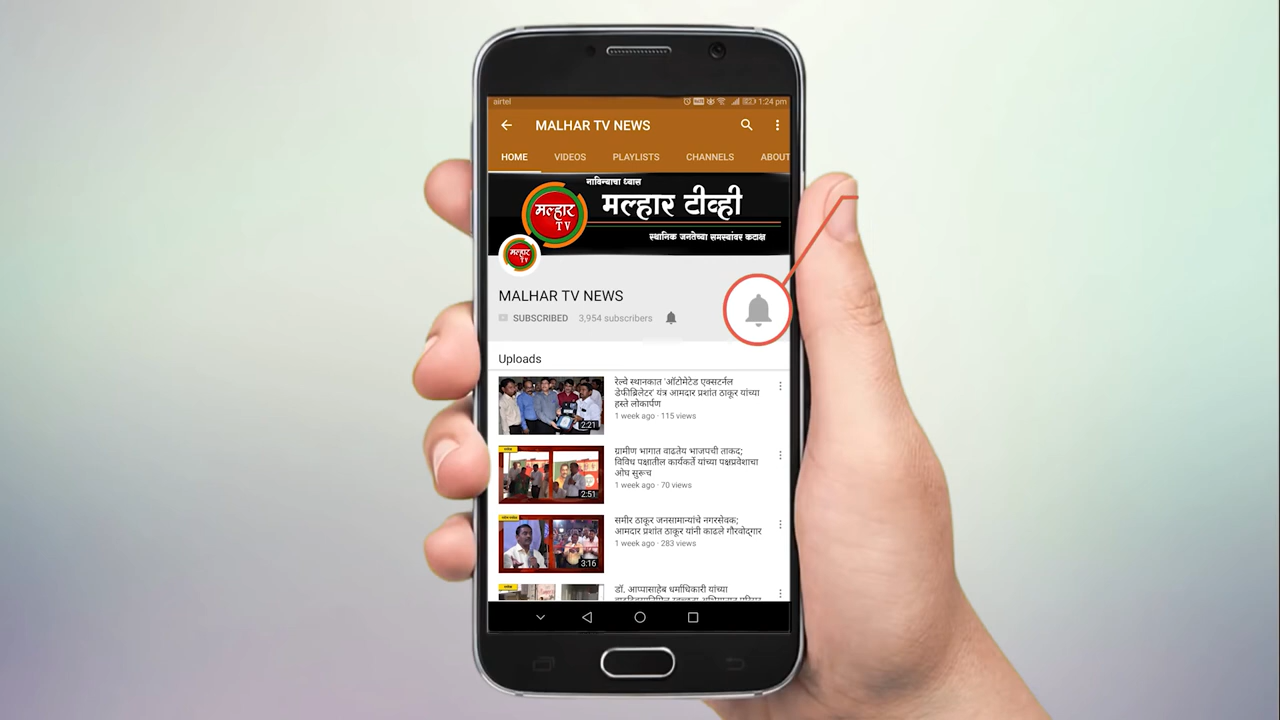 airtel 1:24 pm
MALHAR TV NEWS
HOME VIDEOS PLAYLISTS CHANNELS ABOUT
नाविन्याचा ध्यास
मल्हार टीव्ही
मल्हार
TV
स्थानिक जनतेच्या समस्यांवर कटाक्ष
मल्हार
TV
MALHAR TV NEWS
SUBSCRIBED 3,954 subscribers
Uploads
रेल्वे स्थानकात 'ऑटोमेटेड एक्सटर्नल
डेफीब्रिलेटर' यंत्र आमदार प्रशांत ठाकूर यांच्या
हस्ते लोकार्पण
1 week ago · 115 views
2:21
ग्रामीण भागात वाढतेय भाजपची ताकद;
विविध पक्षातील कार्यकर्ते यांच्या पक्षप्रवेशाचा
ओघ सुरूच
1 week ago · 70 views
2:51
समीर ठाकूर जनसामान्यांचे नगरसेवक;
आमदार प्रशांत ठाकूर यांनी काढले गौरवोद्गार
1 week ago · 283 views
3:16
डॉ. आप्पासाहेब धर्माधिकारी यांच्या